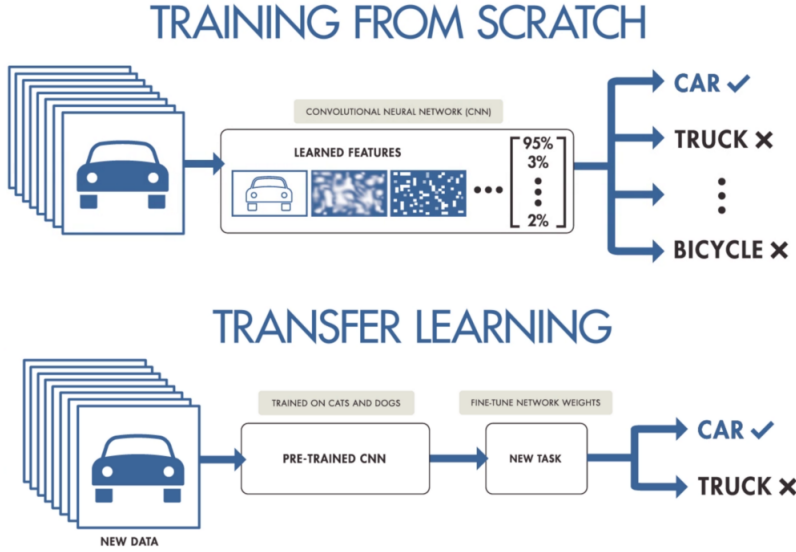 TRAINING FROM SCRATCH
CONVOLUTIONAL NEURAL NETWORK (CNN)
LEARNED FEATURES
95%
3%
2%
CAR ✓
TRUCK ✕
BICYCLE ✕
TRANSFER LEARNING
TRAINED ON CATS AND DOGS
FINE-TUNE NETWORK WEIGHTS
PRE-TRAINED CNN
NEW TASK
CAR ✓
TRUCK ✕
NEW DATA